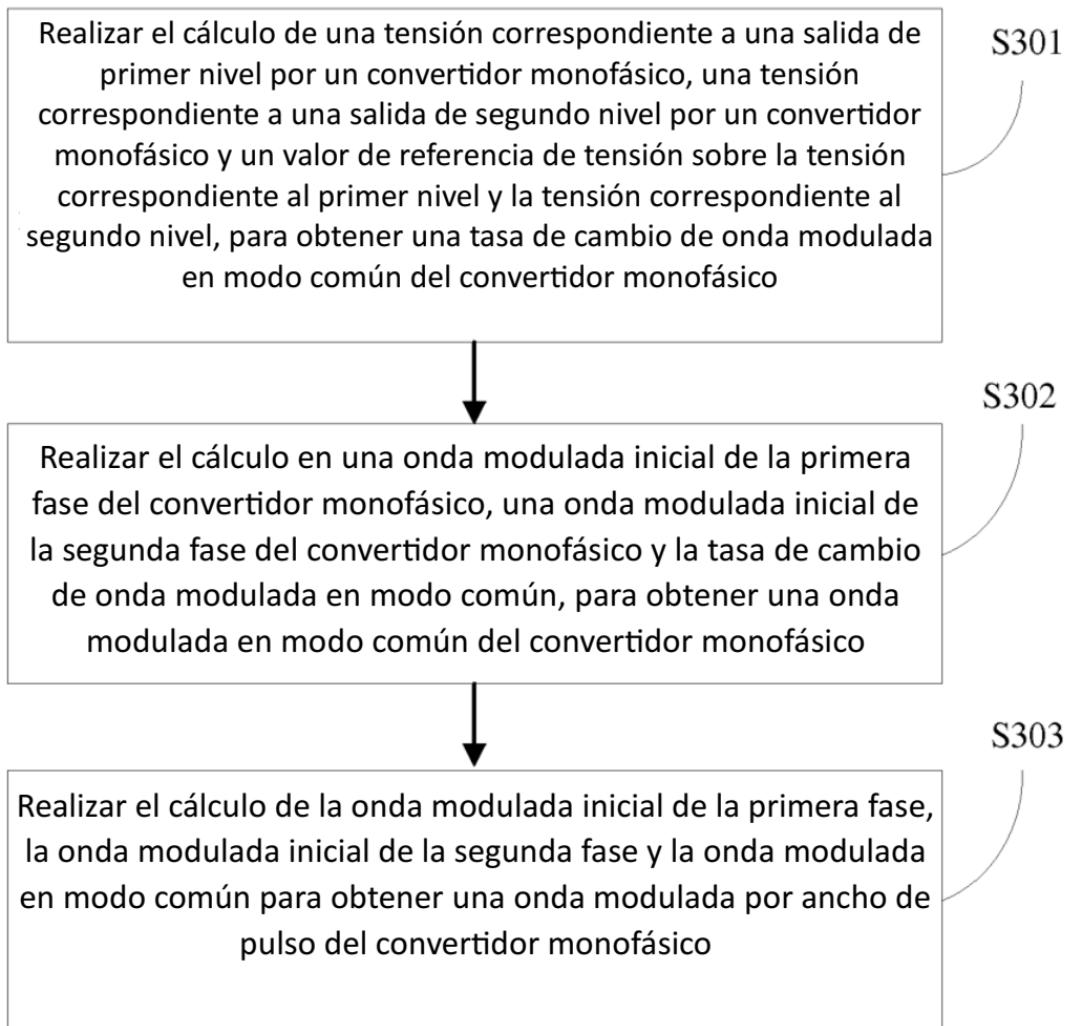 Realizar el cálculo de una tensión correspondiente a una salida de
primer nivel por un convertidor monofásico, una tensión
correspondiente a una salida de segundo nivel por un convertidor
monofásico y un valor de referencia de tensión sobre la tensión
correspondiente al primer nivel y la tensión correspondiente al
segundo nivel, para obtener una tasa de cambio de onda modulada
en modo común del convertidor monofásico
S301
Realizar el cálculo en una onda modulada inicial de la primera
fase del convertidor monofásico, una onda modulada inicial de
la segunda fase del convertidor monofásico y la tasa de cambio
de onda modulada en modo común, para obtener una onda
modulada en modo común del convertidor monofásico
S302
Realizar el cálculo de la onda modulada inicial de la primera fase,
la onda modulada inicial de la segunda fase y la onda modulada
en modo común para obtener una onda modulada por ancho de
pulso del convertidor monofásico
S303